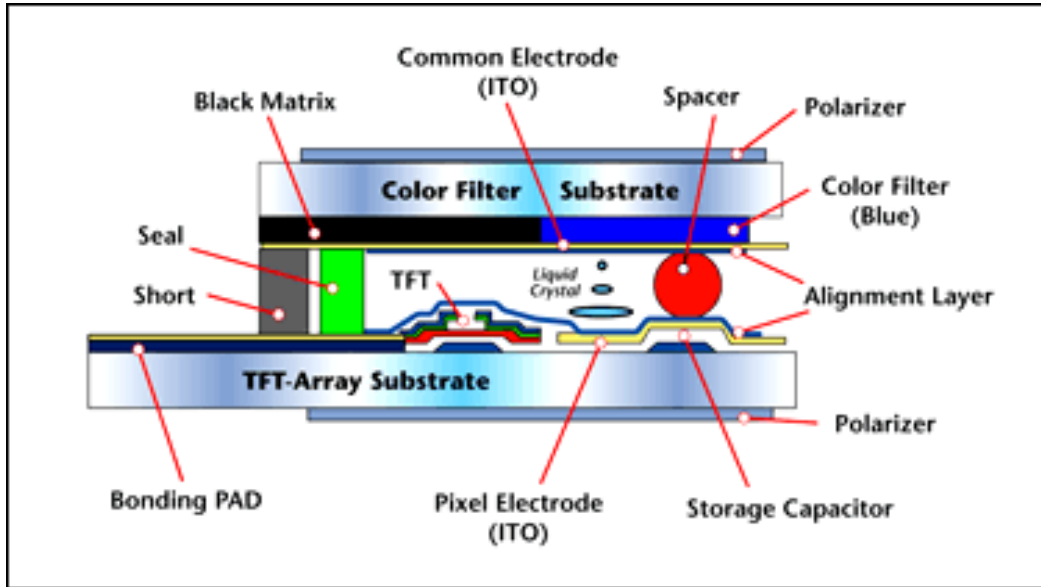 Common Electrode
(ITO)
Spacer
Black Matrix
Polarizer
Color Filter Substrate
Color Filter
(Blue)
Seal
TFT
Liquid
Crystal
Short
Alignment Layer
TFT-Array Substrate
Polarizer
Bonding PAD
Pixel Electrode
(ITO)
Storage Capacitor